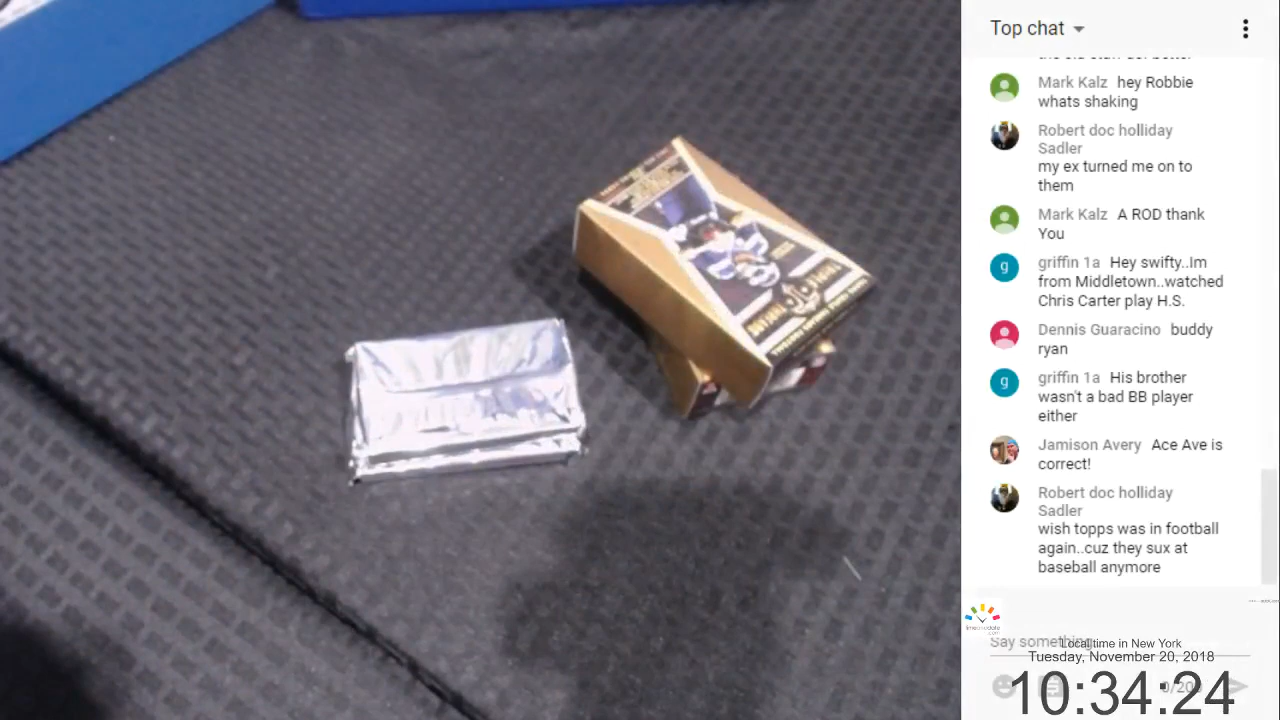 Top chat
Mark Kalz hey Robbie
whats shaking
Robert doc holliday
Sadler
my ex turned me on to
them
Mark Kalz A ROD thank
You
g griffin 1a Hey swifty..Im
from Middletown..watched
Chris Carter play H.S.
Dennis Guaracino buddy
ryan
g griffin 1a His brother
wasn't a bad BB player
either
Jamison Avery Ace Ave is
correct!
Robert doc holliday
Sadler
wish topps was in football
again..cuz they sux at
baseball anymore
Say something...
Local time in New York
Tuesday, November 20, 2018
10:34:24